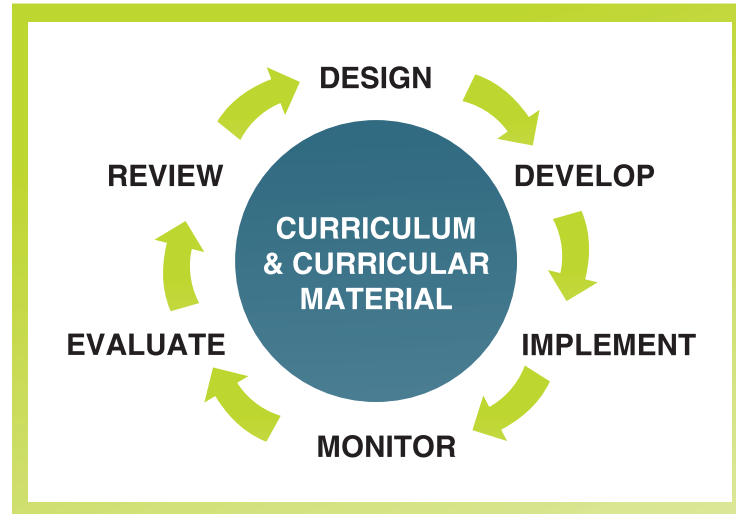 DESIGN
DEVELOP
IMPLEMENT
MONITOR
EVALUATE
REVIEW
CURRICULUM
& CURRICULAR
MATERIAL